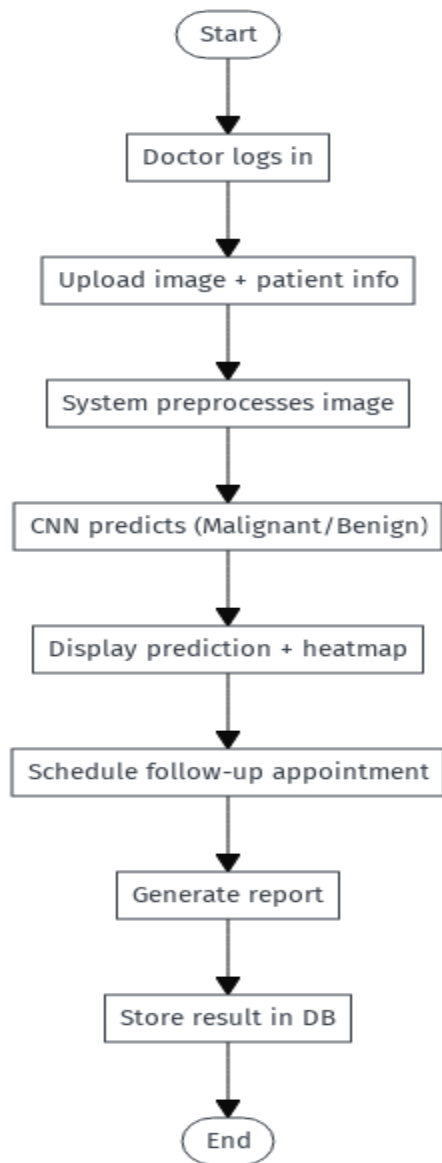 Start
Doctor logs in
Upload image + patient info
System preprocesses image
CNN predicts (Malignant/Benign)
Display prediction + heatmap
Schedule follow-up appointment
Generate report
Store result in DB
End